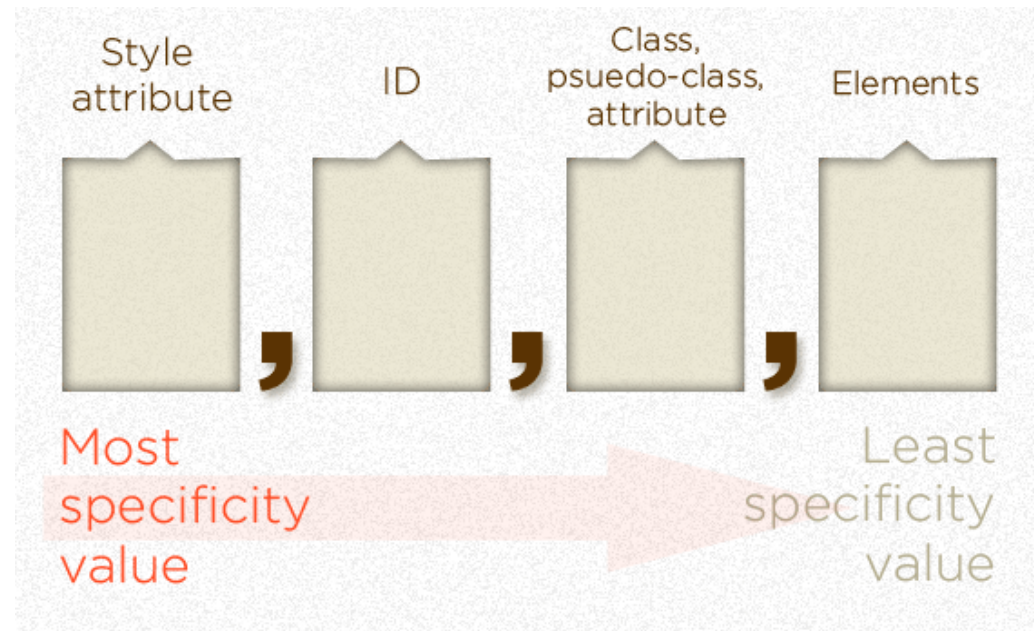 Style
attribute
ID
Class,
psuedo-class,
attribute
Elements
, , ,
Most
specificity
value
Least
specificity
value